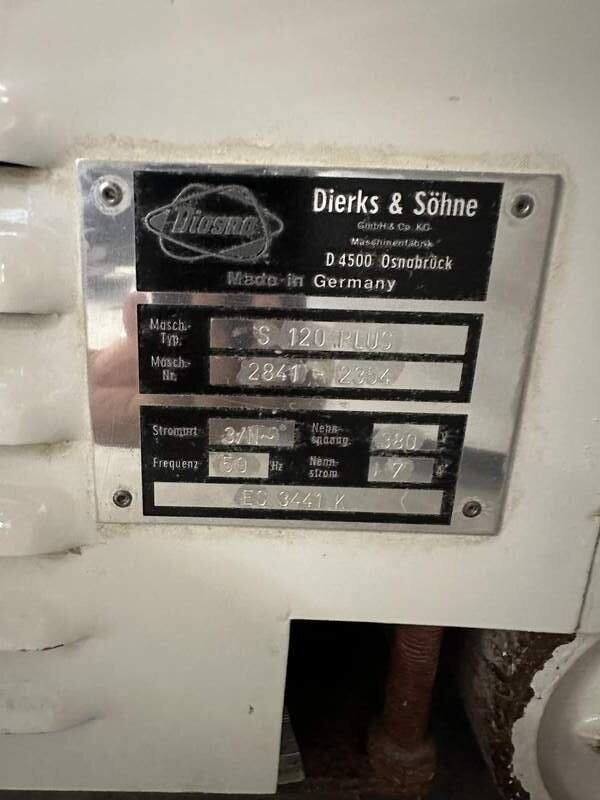 Diosna
Dierks & Söhne
GmbH & Co. KG
Maschinenfabrik
D 4500 Osnabrück
Made in Germany
Masch.-Typ. S 120 PLUS
Masch.-Nr. 2841 - 2354
Stromart 3/N~ Nenn-spannung 380 V
Frequenz 50 Hz Nenn-strom 7 A
ES 3441 K